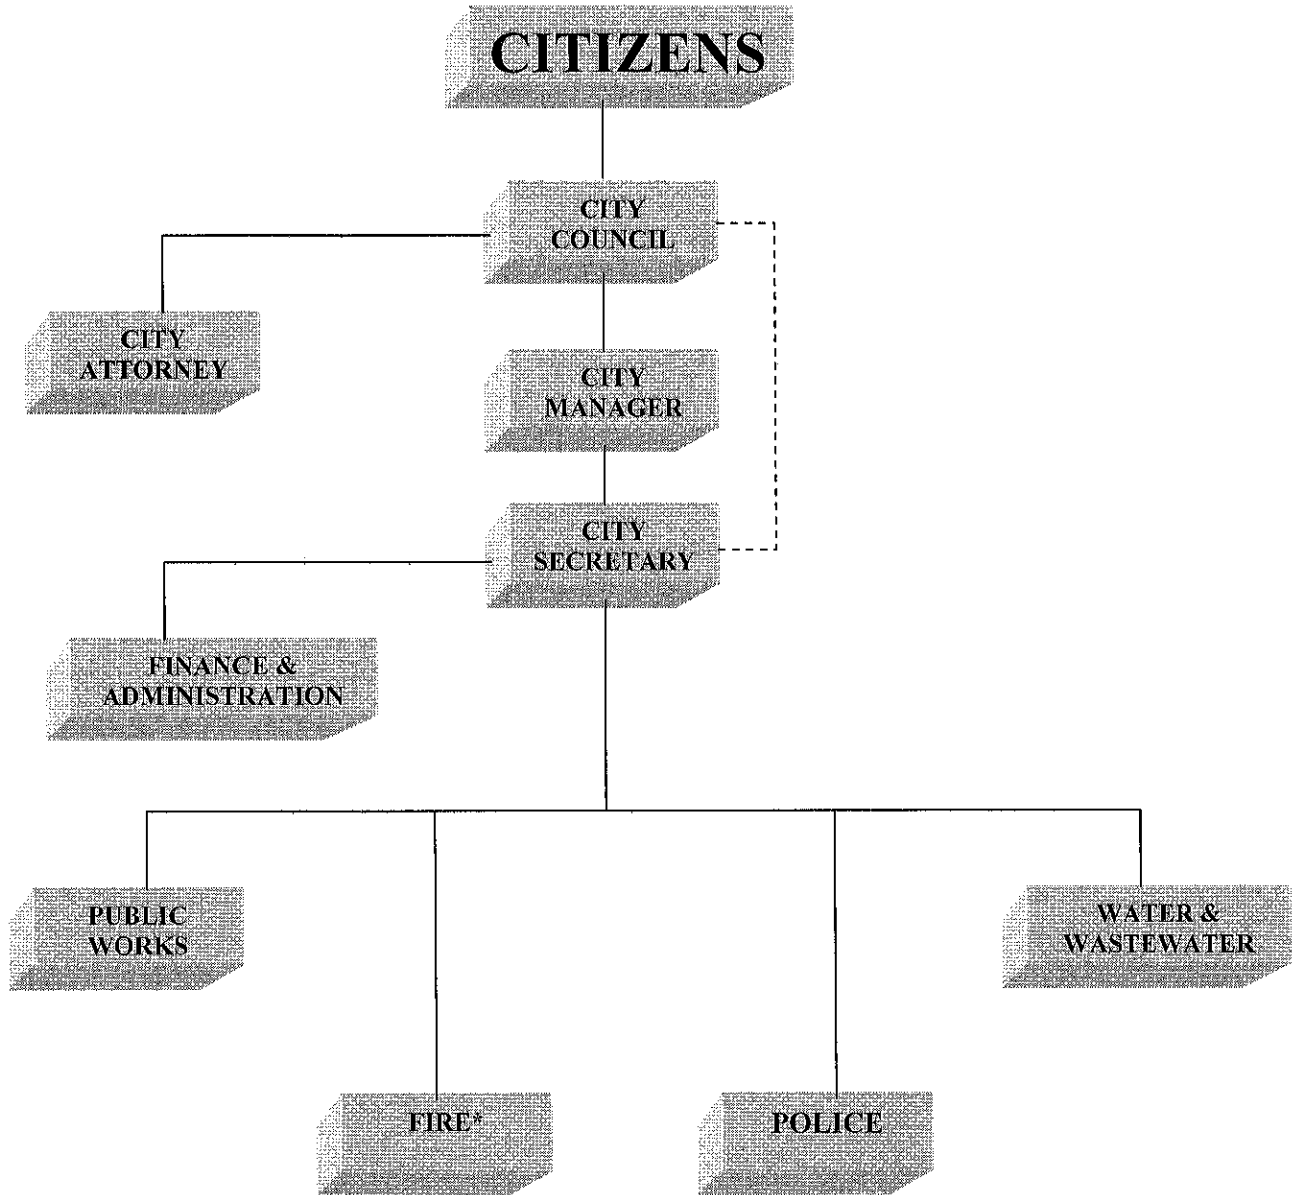 CITIZENS
CITY
COUNCIL
CITY
ATTORNEY
CITY
MANAGER
CITY
SECRETARY
FINANCE &
ADMINISTRATION
PUBLIC
WORKS
WATER &
WASTEWATER
FIRE*
POLICE